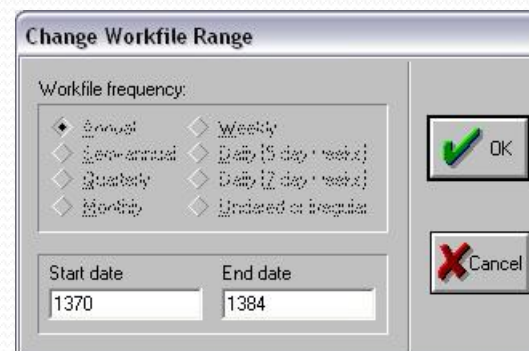 Change Workfile Range
Workfile frequency:
Annual
Semi-annual
Quarterly
Monthly
Weekly
Daily [5 day weeks]
Daily [7 day weeks]
Undated or irregular
OK
Cancel
Start date
1370
End date
1384